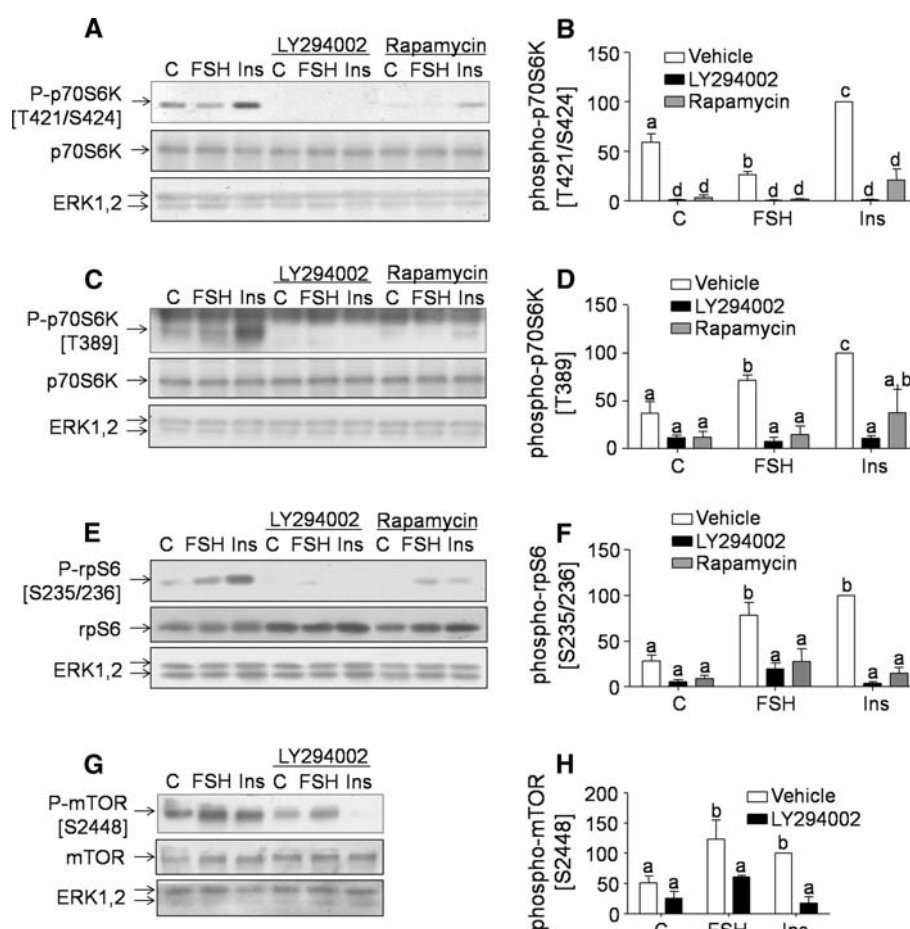 A
LY294002 Rapamycin
C FSH Ins C FSH Ins C FSH Ins
P-p70S6K
[T421/S424]
p70S6K
ERK1,2
B
phospho-p70S6K
[T421/S424]
150
100
50
0
Vehicle
LY294002
Rapamycin
a d d b d d c d d
C FSH Ins
C
LY294002 Rapamycin
C FSH Ins C FSH Ins C FSH Ins
P-p70S6K
[T389]
p70S6K
ERK1,2
D
phospho-p70S6K
[T389]
150
100
50
0
Vehicle
LY294002
Rapamycin
a a a b a a c a a,b
C FSH Ins
E
LY294002 Rapamycin
C FSH Ins C FSH Ins C FSH Ins
P-rpS6
[S235/236]
rpS6
ERK1,2
F
phospho-rpS6
[S235/236]
150
100
50
0
Vehicle
LY294002
Rapamycin
a a a b a a b a a
C FSH Ins
G
LY294002
C FSH Ins C FSH Ins
P-mTOR
[S2448]
mTOR
ERK1,2
H
phospho-mTOR
[S2448]
200
150
100
50
0
Vehicle
LY294002
a a b a b a
C FSH Ins